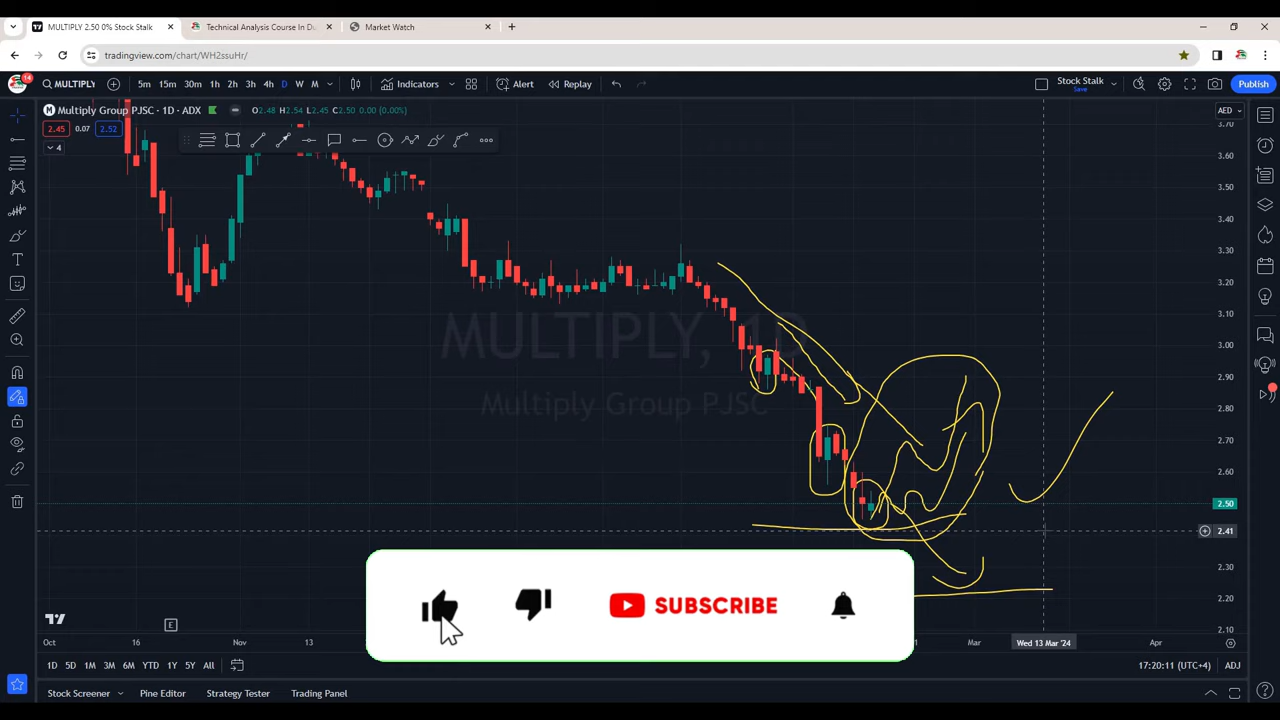 MULTIPLY 2.50 0% Stock Stalk
Technical Analysis Course In Du
Market Watch
tradingview.com/chart/WH2ssuHr/
14
MULTIPLY
5m 15m 30m 1h 2h 3h 4h D W M
Indicators
Alert
Replay
Stock Stalk
Save
Publish
Multiply Group PJSC · 1D · ADX
O2.48 H2.54 L2.45 C2.50 0.00 (0.00%)
AED
2.45 0.07 2.52
4
3.70
3.60
3.50
3.40
3.30
3.20
3.10
3.00
2.90
2.80
2.70
2.60
2.50
2.41
2.30
2.20
2.10
MULTIPLY, 1D
Multiply Group PJSC
SUBSCRIBE
E
Oct 16 Nov 13
1 Mar Wed 13 Mar '24 Apr
1D 5D 1M 3M 6M YTD 1Y 5Y All
17:20:11 (UTC+4) ADJ
Stock Screener Pine Editor Strategy Tester Trading Panel